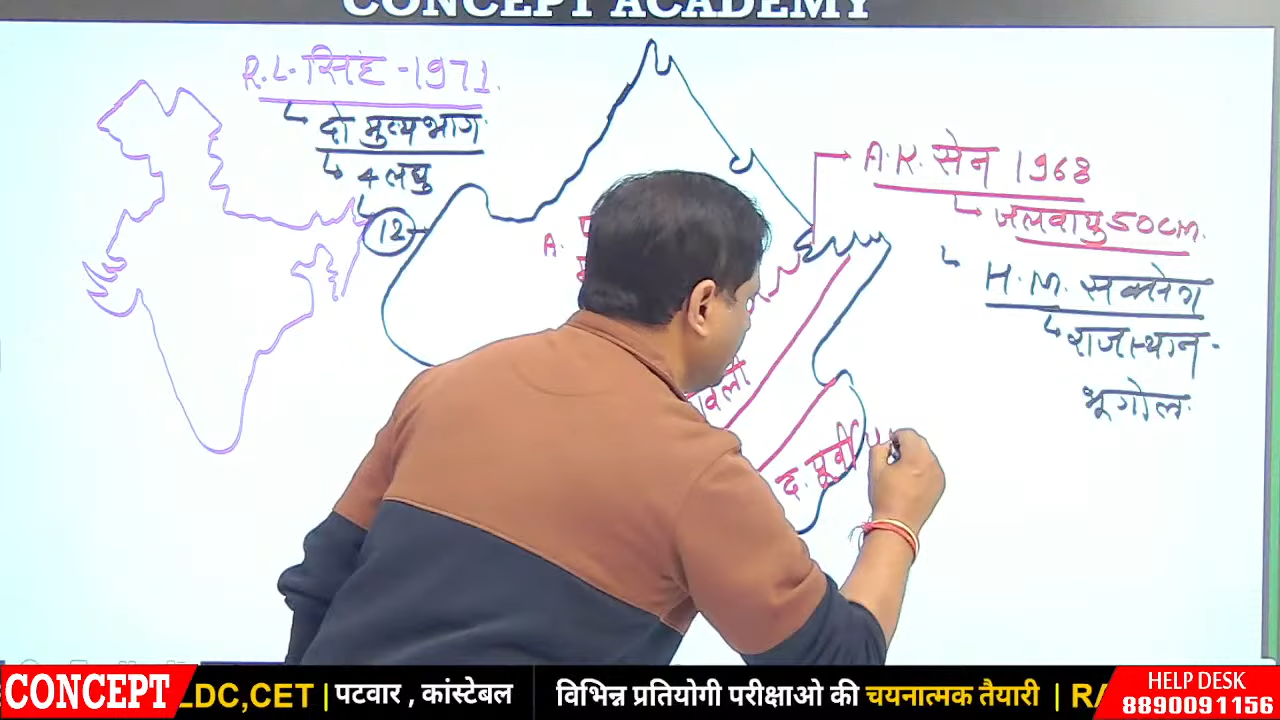 CONCEPT ACADEMY
R.L. सिंह - 1971.
दो मुख्य भाग
4 लघु
12
A.
A.K. सेन 1968
जलवायु 50cm.
H.M. सक्सेना
राजस्थान -
भूगोल
वली
द. पूर्वी
CONCEPT
LDC,CET | पटवार , कांस्टेबल
विभिन्न प्रतियोगी परीक्षाओ की चयनात्मक तैयारी | RA
HELP DESK
8890091156